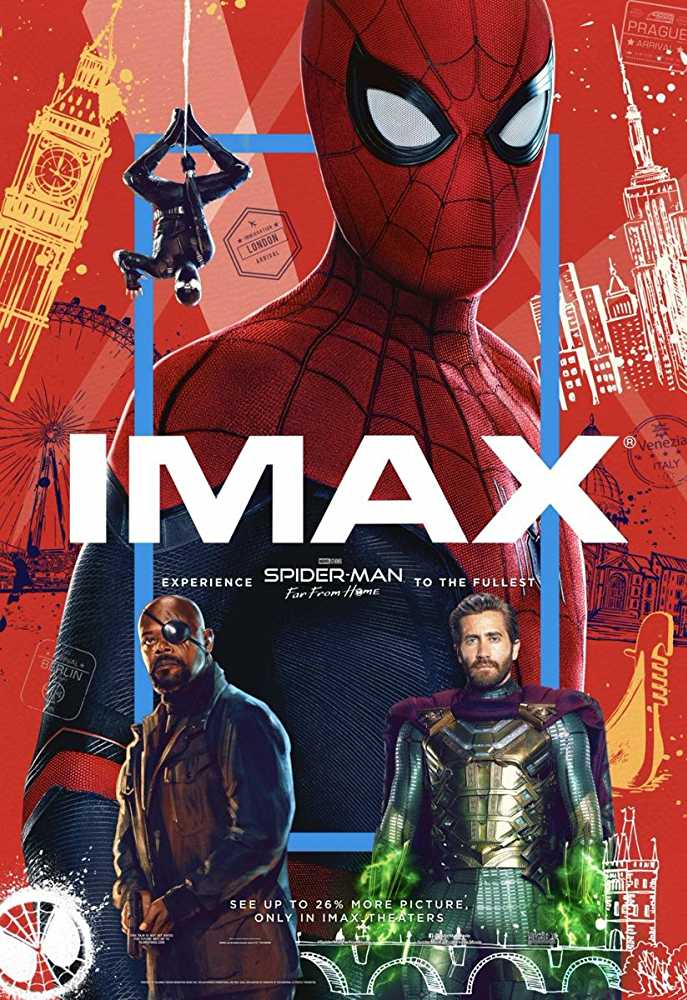 PRAGUE
ARRIVAL
IMMIGRATION
LONDON
ARRIVAL
IMAX®
Venezia
ITALY
MARVEL STUDIOS
EXPERIENCE SPIDER-MAN TO THE FULLEST
Far From Home
BERLIN
SEE UP TO 26% MORE PICTURE,
ONLY IN IMAX THEATERS